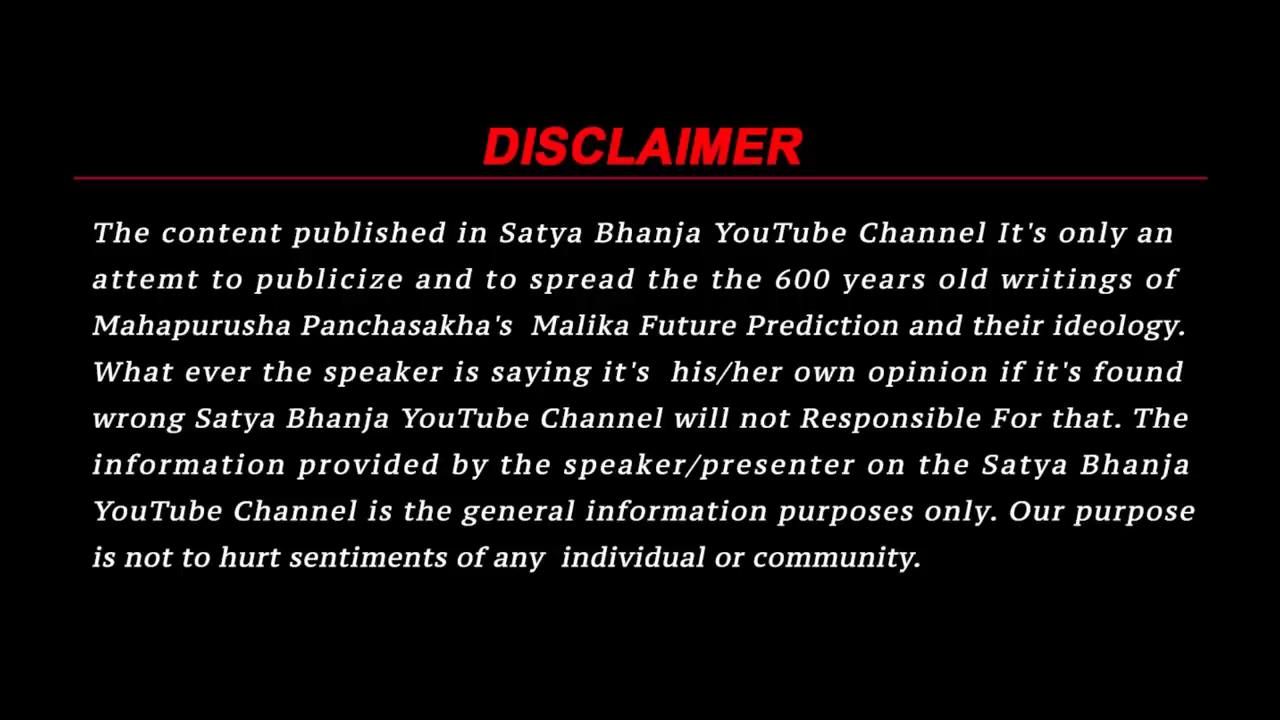 DISCLAIMER
The content published in Satya Bhanja YouTube Channel It's only an
attemt to publicize and to spread the the 600 years old writings of
Mahapurusha Panchasakha's Malika Future Prediction and their ideology.
What ever the speaker is saying it's his/her own opinion if it's found
wrong Satya Bhanja YouTube Channel will not Responsible For that. The
information provided by the speaker/presenter on the Satya Bhanja
YouTube Channel is the general information purposes only. Our purpose
is not to hurt sentiments of any individual or community.